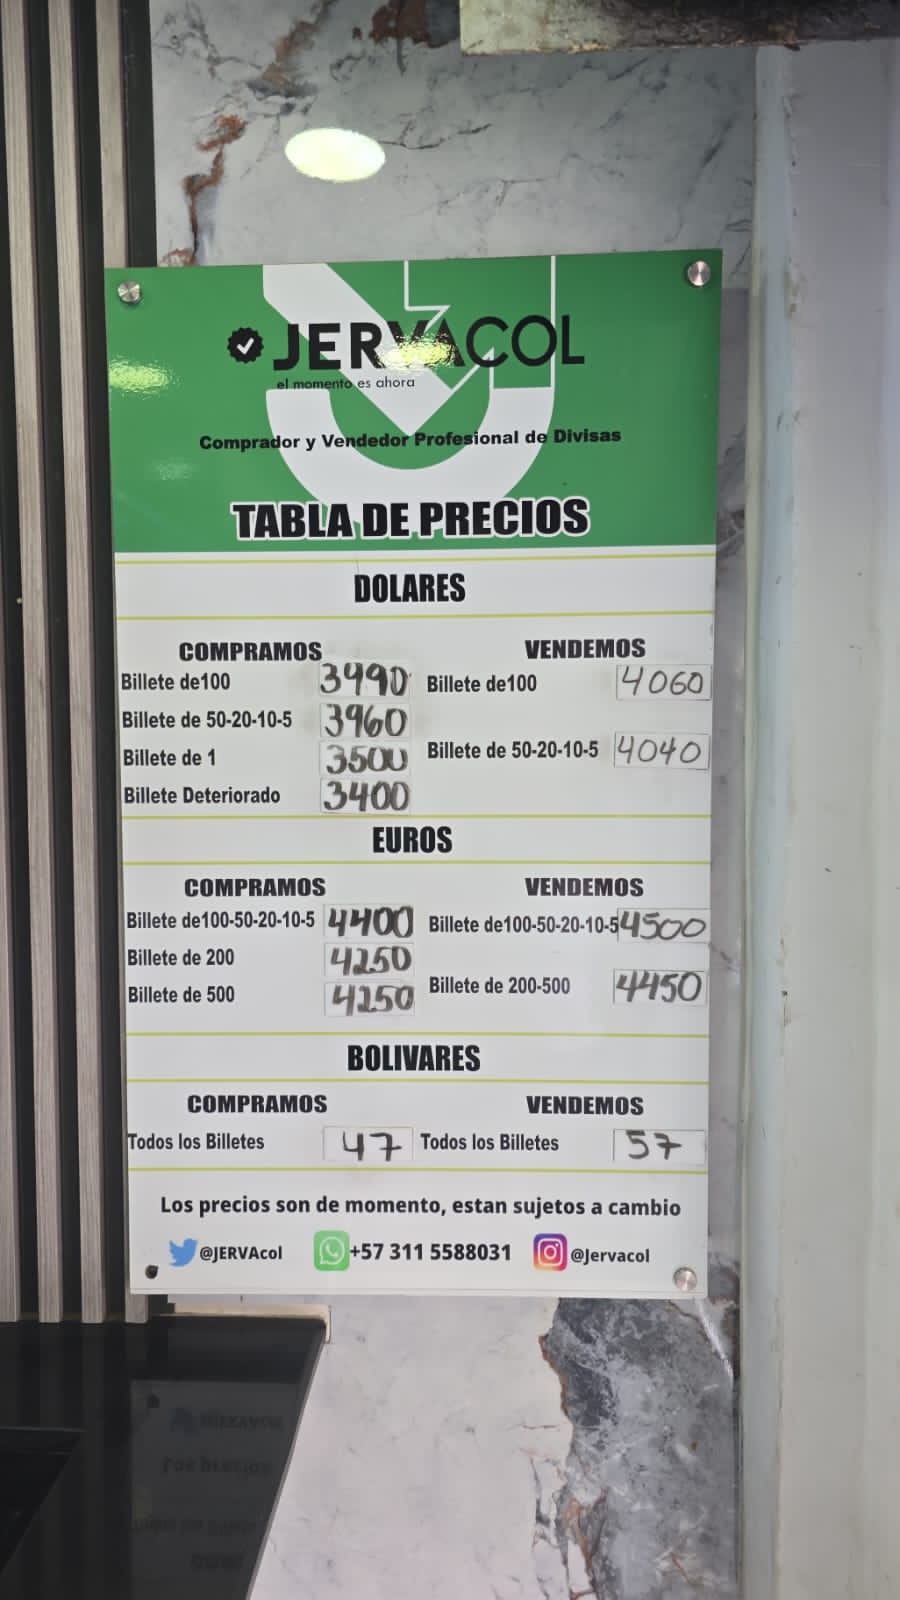 JERVACOL
el momento es ahora
Comprador y Vendedor Profesional de Divisas
TABLA DE PRECIOS
DOLARES
COMPRAMOS
Billete de100 3990
Billete de 50-20-10-5 3960
Billete de 1 3500
Billete Deteriorado 3400
VENDEMOS
Billete de100 4060
Billete de 50-20-10-5 4040
EUROS
COMPRAMOS
Billete de100-50-20-10-5 4400
Billete de 200 4250
Billete de 500 4250
VENDEMOS
Billete de100-50-20-10-5 4500
Billete de 200-500 4450
BOLIVARES
COMPRAMOS
Todos los Billetes 47
VENDEMOS
Todos los Billetes 57
Los precios son de momento, estan sujetos a cambio
@JERVAcol +57 311 5588031 @Jervacol